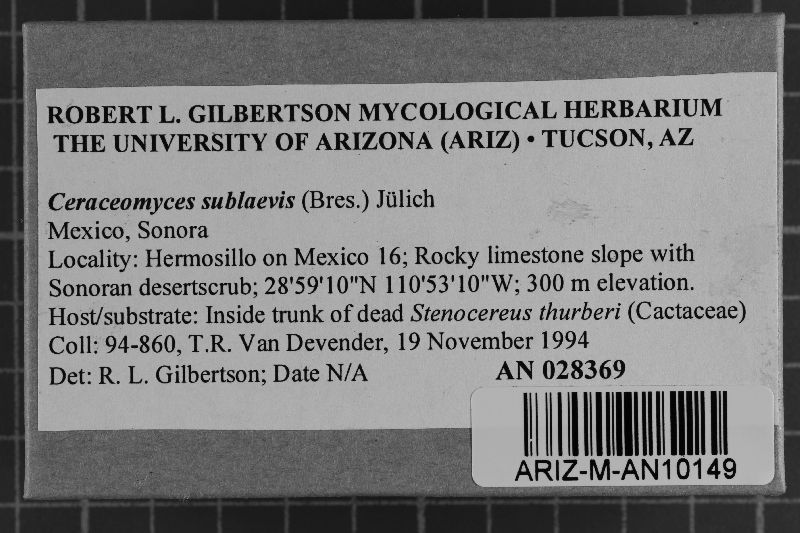 ROBERT L. GILBERTSON MYCOLOGICAL HERBARIUM
THE UNIVERSITY OF ARIZONA (ARIZ) • TUCSON, AZ
Ceraceomyces sublaevis (Bres.) Jülich
Mexico, Sonora
Locality: Hermosillo on Mexico 16; Rocky limestone slope with
Sonoran desertscrub; 28'59'10"N 110'53'10"W; 300 m elevation.
Host/substrate: Inside trunk of dead Stenocereus thurberi (Cactaceae)
Coll: 94-860, T.R. Van Devender, 19 November 1994
Det: R. L. Gilbertson; Date N/A AN 028369
ARIZ-M-AN10149